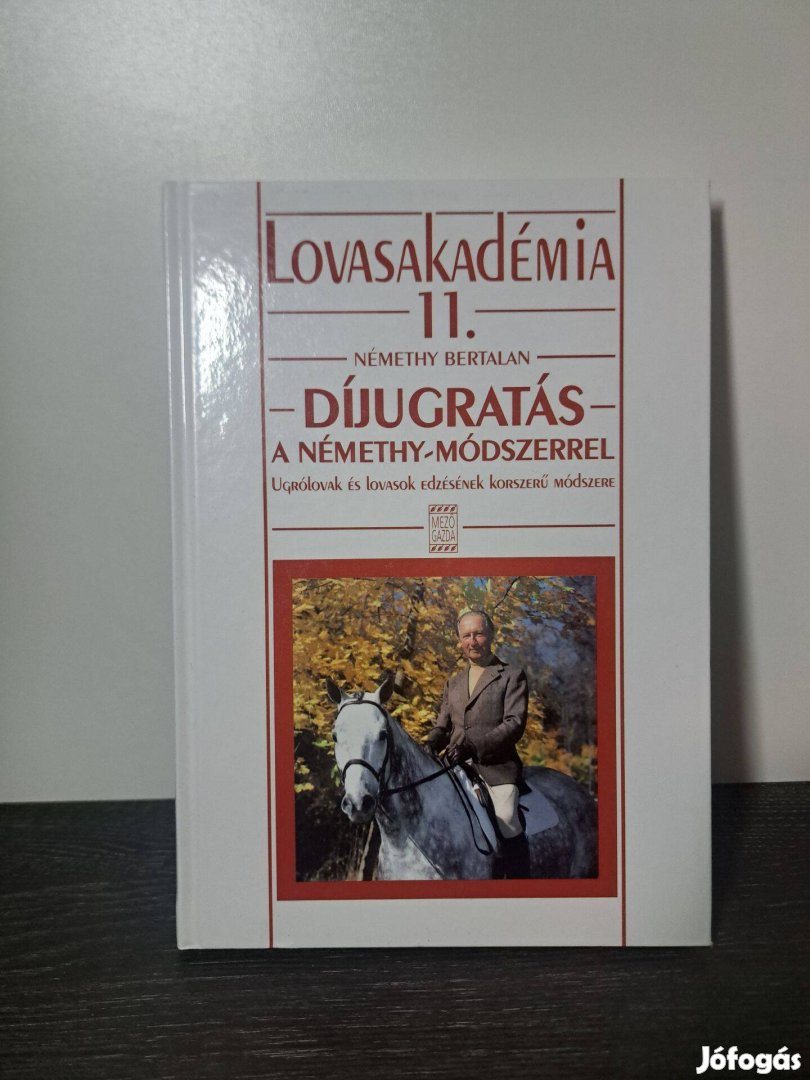 LOVASAkadÉMIA
11.
NÉMETHY BERTALAN
DÍJUGRATÁS
A NÉMETHY-MÓDSZERREL
UGRÓLOVAK ÉS LOVASOK EDZÉSÉNEK KORSZERŰ MÓDSZERE
MEZŐ
GAZDA
Jófogás